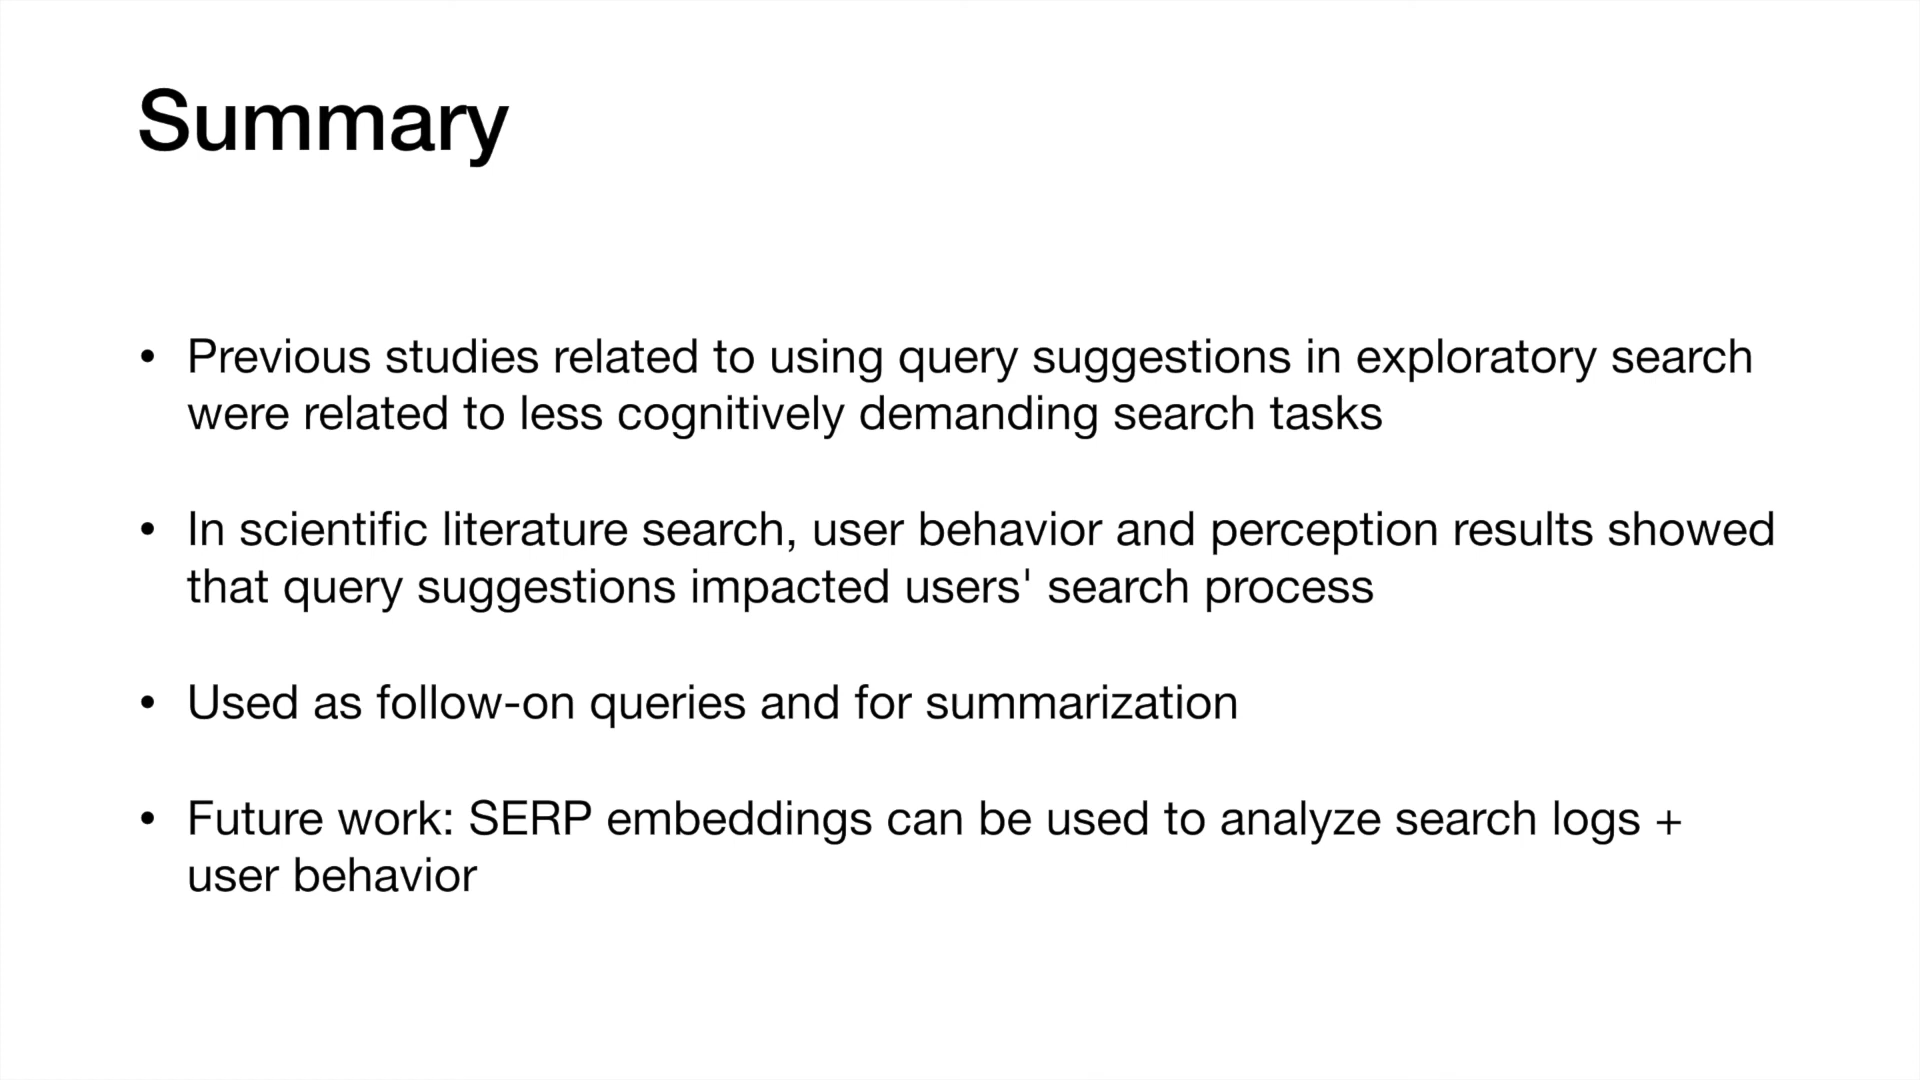 Summary
• Previous studies related to using query suggestions in exploratory search
were related to less cognitively demanding search tasks
• In scientific literature search, user behavior and perception results showed
that query suggestions impacted users' search process
• Used as follow-on queries and for summarization
• Future work: SERP embeddings can be used to analyze search logs +
user behavior